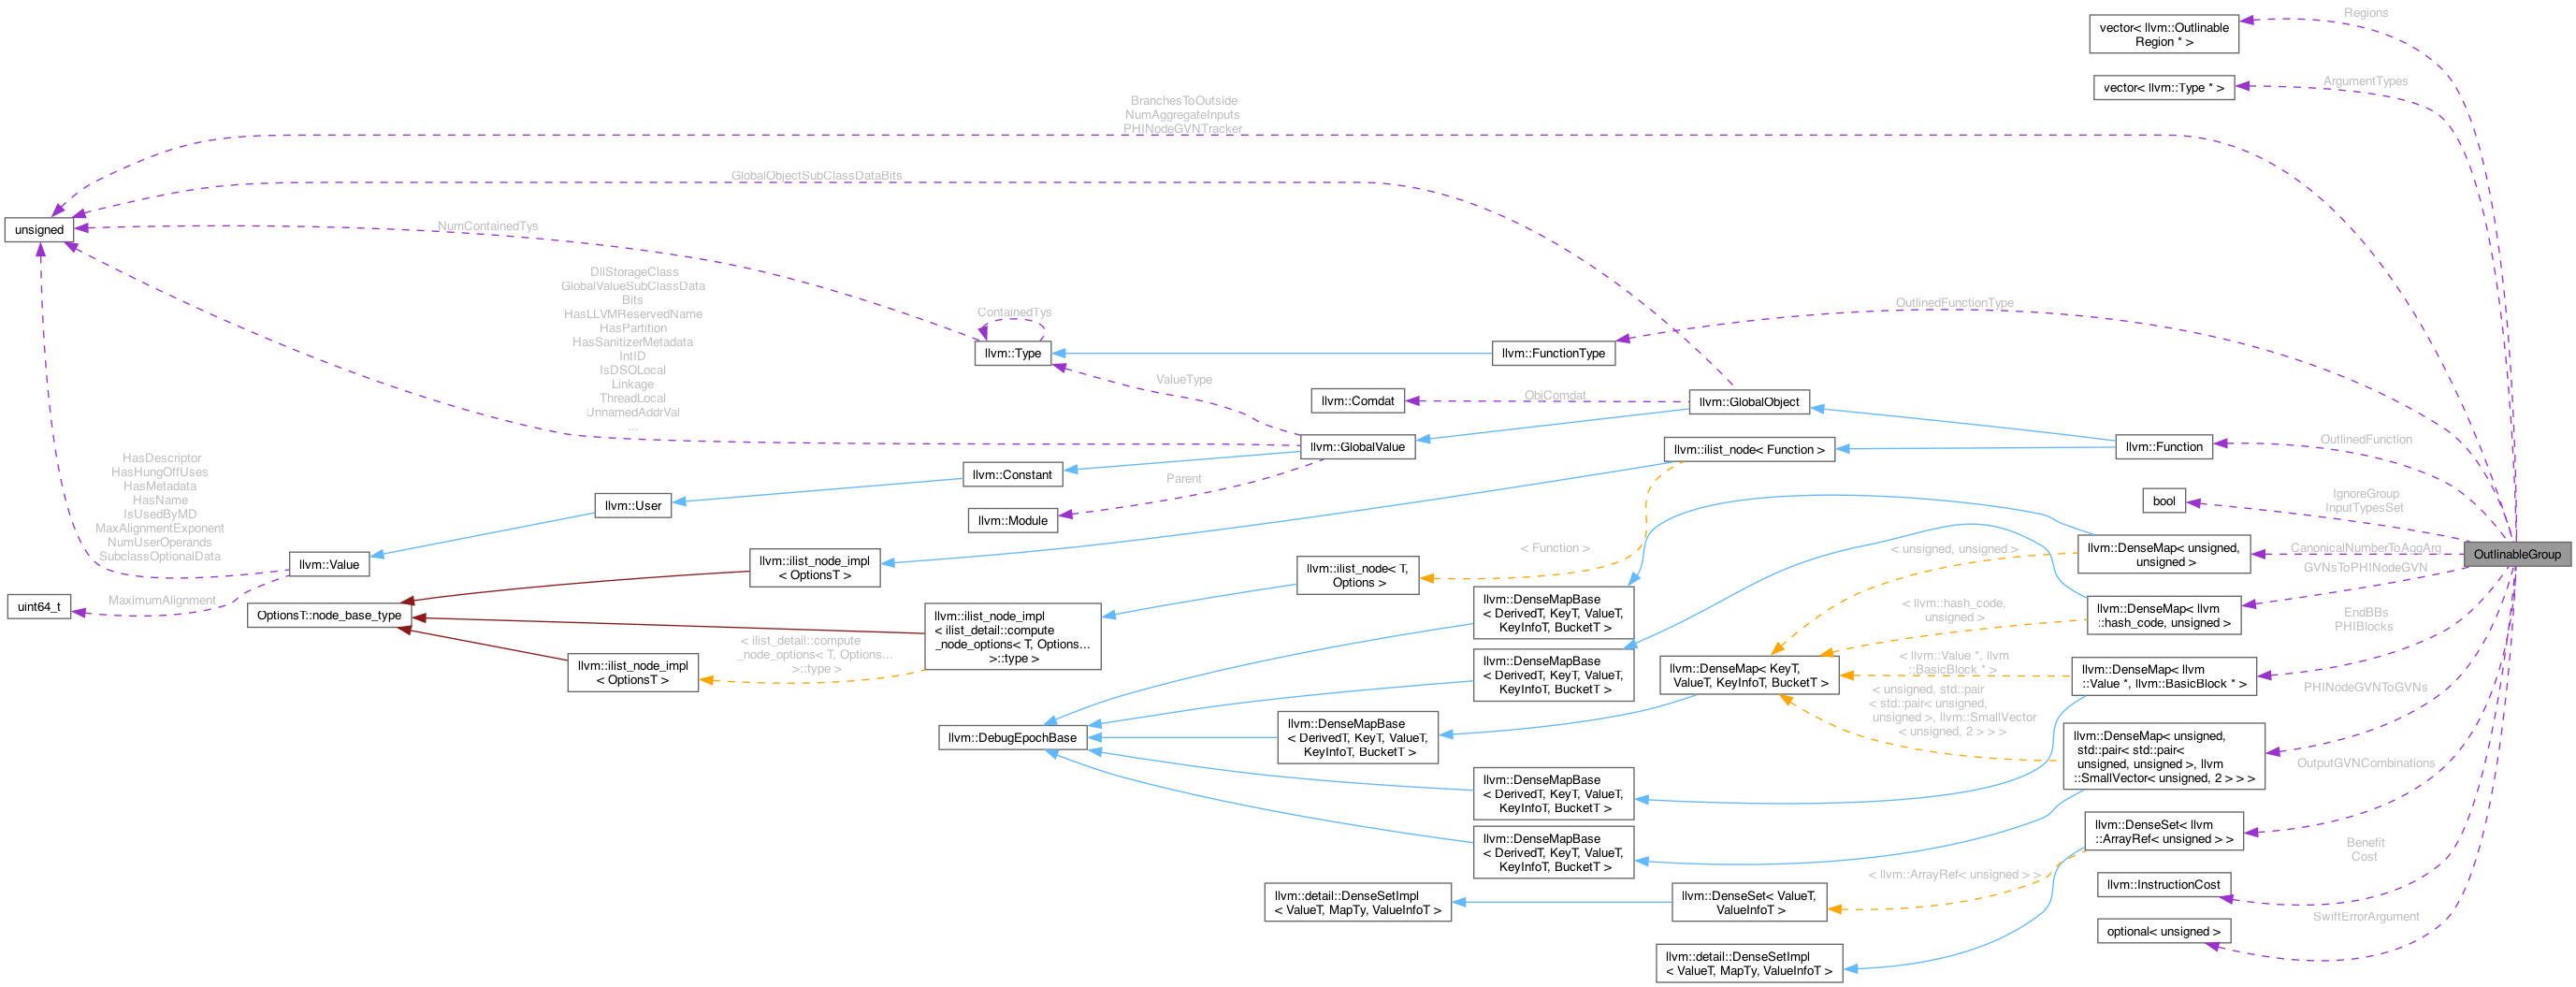 Regions
vector< llvm::Outlinable
Region * >
ArgumentTypes
vector< llvm::Type * >
BranchesToOutside
NumAggregateInputs
PHINodeGVNTracker
GlobalObjectSubClassDataBits
unsigned
NumContainedTys
DllStorageClass
GlobalValueSubClassData
Bits
HasLLVMReservedName
HasPartition
HasSanitizerMetadata
IntID
IsDSOLocal
Linkage
ThreadLocal
UnnamedAddrVal
...
ContainedTys
llvm::Type
llvm::FunctionType
OutlinedFunctionType
ValueType
llvm::Comdat
ObjComdat
llvm::GlobalObject
llvm::GlobalValue
llvm::ilist_node< Function >
llvm::Function
OutlinedFunction
HasDescriptor
HasHungOffUses
HasMetadata
HasName
IsUsedByMD
MaxAlignmentExponent
NumUserOperands
SubclassOptionalData
llvm::Constant
Parent
llvm::User
llvm::Module
bool
IgnoreGroup
InputTypesSet
OutlinableGroup
llvm::Value
llvm::ilist_node_impl
< OptionsT >
< Function >
llvm::ilist_node< T,
Options >
< unsigned, unsigned >
llvm::DenseMap< unsigned,
unsigned >
CanonicalNumberToAggArg
GVNsToPHINodeGVN
uint64_t
MaximumAlignment
OptionsT::node_base_type
llvm::ilist_node_impl
< ilist_detail::compute
_node_options< T, Options...
>::type >
< ilist_detail::compute
_node_options< T, Options...
>::type >
llvm::ilist_node_impl
< OptionsT >
llvm::DenseMapBase
< DerivedT, KeyT, ValueT,
KeyInfoT, BucketT >
< llvm::hash_code,
unsigned >
llvm::DenseMap< llvm
::hash_code, unsigned >
EndBBs
PHIBlocks
llvm::DenseMapBase
< DerivedT, KeyT, ValueT,
KeyInfoT, BucketT >
llvm::DenseMap< KeyT,
ValueT, KeyInfoT, BucketT >
< llvm::Value *, llvm
::BasicBlock * >
llvm::DenseMap< llvm
::Value *, llvm::BasicBlock * >
PHINodeGVNToGVNs
< unsigned, std::pair
< std::pair< unsigned,
unsigned >, llvm::SmallVector
< unsigned, 2 > > >
llvm::DebugEpochBase
llvm::DenseMapBase
< DerivedT, KeyT, ValueT,
KeyInfoT, BucketT >
llvm::DenseMap< unsigned,
std::pair< std::pair<
unsigned, unsigned >, llvm
::SmallVector< unsigned, 2 > > >
OutputGVNCombinations
llvm::DenseMapBase
< DerivedT, KeyT, ValueT,
KeyInfoT, BucketT >
llvm::DenseMapBase
< DerivedT, KeyT, ValueT,
KeyInfoT, BucketT >
llvm::DenseSet< llvm
::ArrayRef< unsigned > >
Benefit
Cost
< llvm::ArrayRef< unsigned > >
llvm::detail::DenseSetImpl
< ValueT, MapTy, ValueInfoT >
llvm::DenseSet< ValueT,
ValueInfoT >
llvm::InstructionCost
SwiftErrorArgument
optional< unsigned >
llvm::detail::DenseSetImpl
< ValueT, MapTy, ValueInfoT >